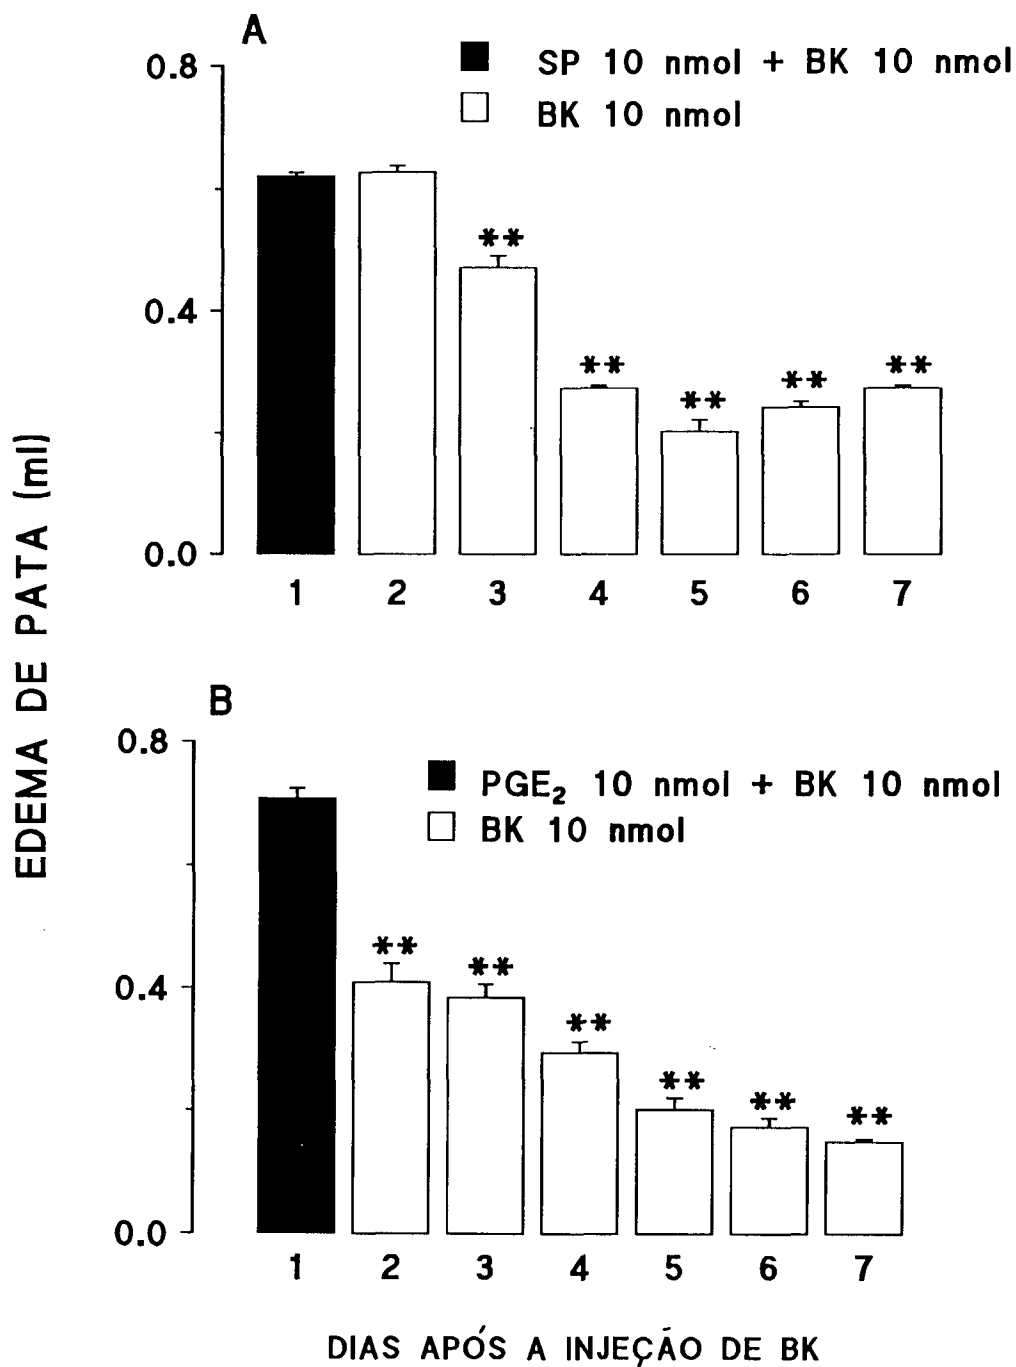 A
SP 10 nmol + BK 10 nmol
BK 10 nmol
0.8
0.4
0.0
** ** ** ** **
1 2 3 4 5 6 7
EDEMA DE PATA (ml)
B
PGE₂ 10 nmol + BK 10 nmol
BK 10 nmol
0.8
0.4
0.0
** ** ** ** ** **
1 2 3 4 5 6 7
DIAS APÓS A INJEÇÃO DE BK